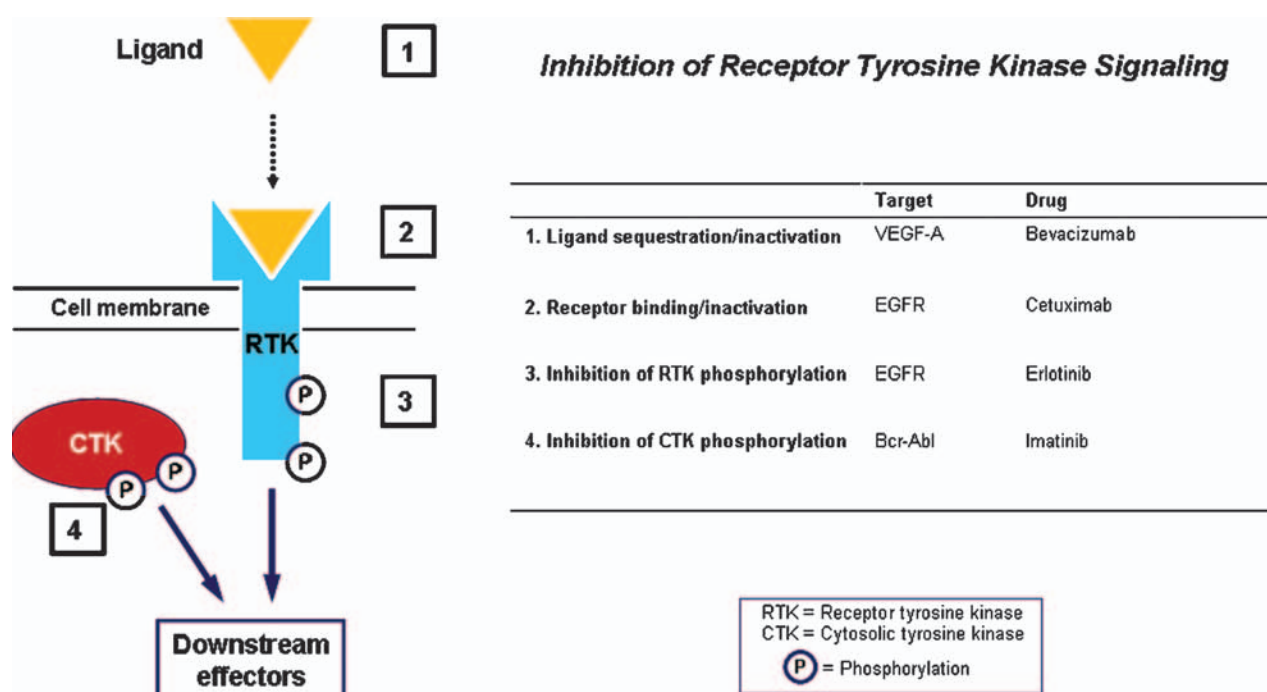 Ligand
1
Inhibition of Receptor Tyrosine Kinase Signaling
2
Cell membrane
RTK
P
3
P
CTK
P
P
4
Downstream
effectors
Target Drug
1. Ligand sequestration/inactivation VEGF-A Bevacizumab
2. Receptor binding/inactivation EGFR Cetuximab
3. Inhibition of RTK phosphorylation EGFR Erlotinib
4. Inhibition of CTK phosphorylation Bcr-Abl Imatinib
RTK = Receptor tyrosine kinase
CTK = Cytosolic tyrosine kinase
P = Phosphorylation